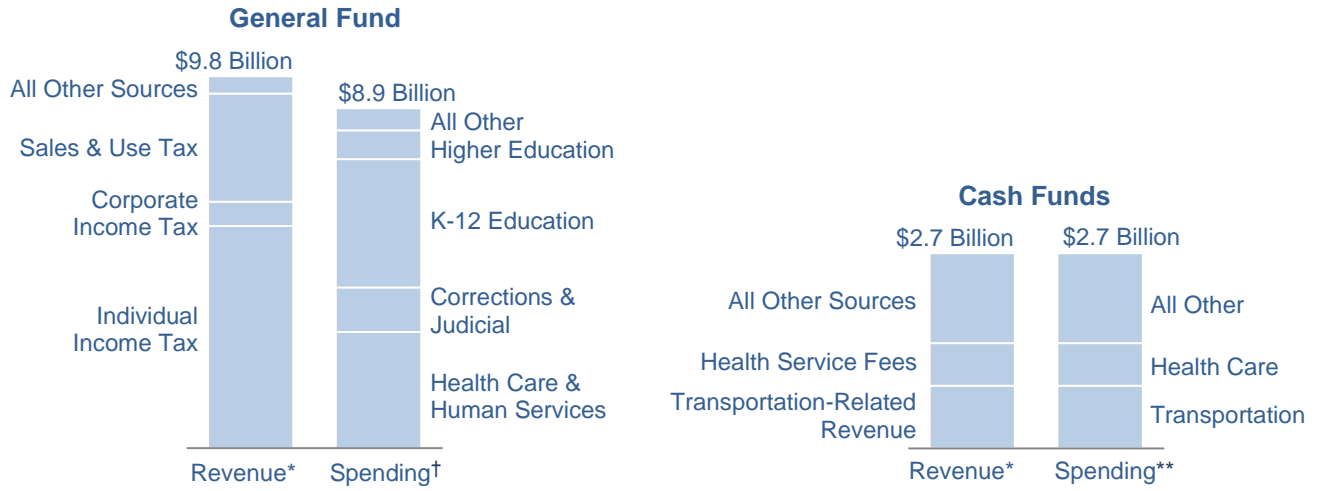 General Fund
$9.8 Billion
All Other Sources
Sales & Use Tax
Corporate
Income Tax
Individual
Income Tax
Revenue*
$8.9 Billion
All Other
Higher Education
K-12 Education
Corrections &
Judicial
Health Care &
Human Services
Spending†
Cash Funds
$2.7 Billion
All Other Sources
Health Service Fees
Transportation-Related
Revenue
Revenue*
$2.7 Billion
All Other
Health Care
Transportation
Spending**